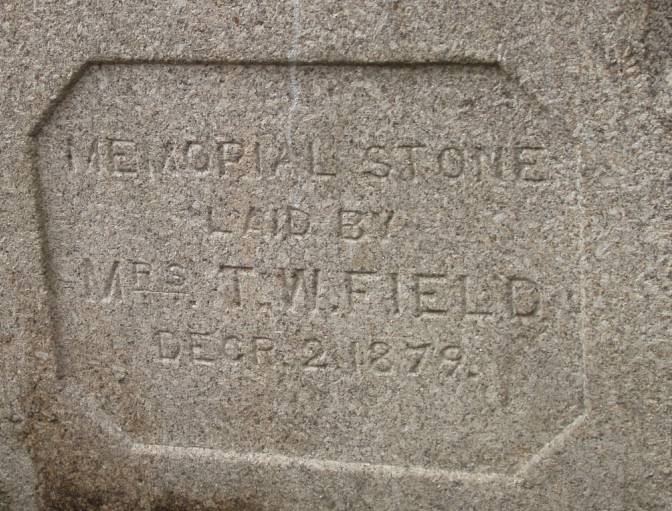 MEMORIAL STONE
LAID BY
MRS. T. W. FIELD
DECR. 2. 1879.